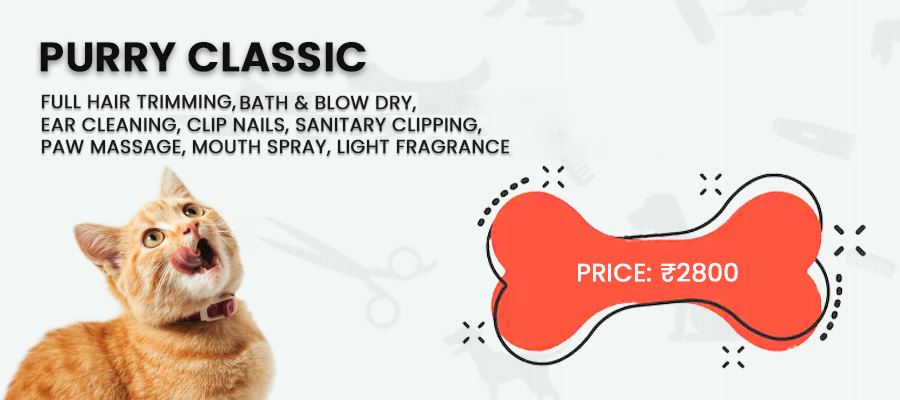 PURRY CLASSIC
FULL HAIR TRIMMING, BATH & BLOW DRY,
EAR CLEANING, CLIP NAILS, SANITARY CLIPPING,
PAW MASSAGE, MOUTH SPRAY, LIGHT FRAGRANCE
PRICE: ₹2800